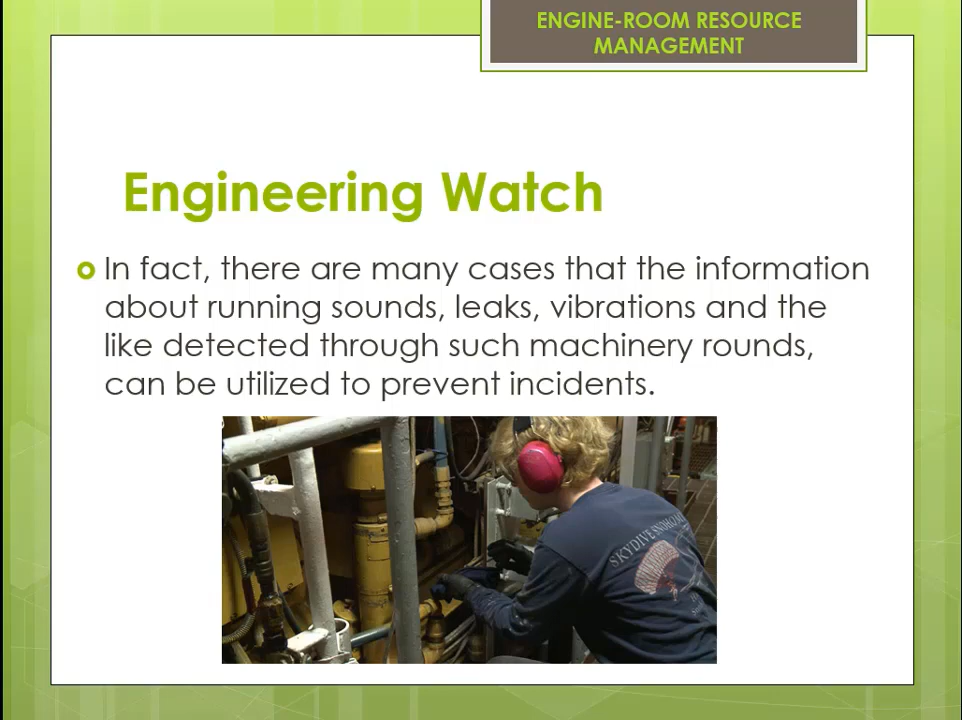 ENGINE-ROOM RESOURCE
MANAGEMENT
Engineering Watch
In fact, there are many cases that the information
about running sounds, leaks, vibrations and the
like detected through such machinery rounds,
can be utilized to prevent incidents.
SKYDIVE